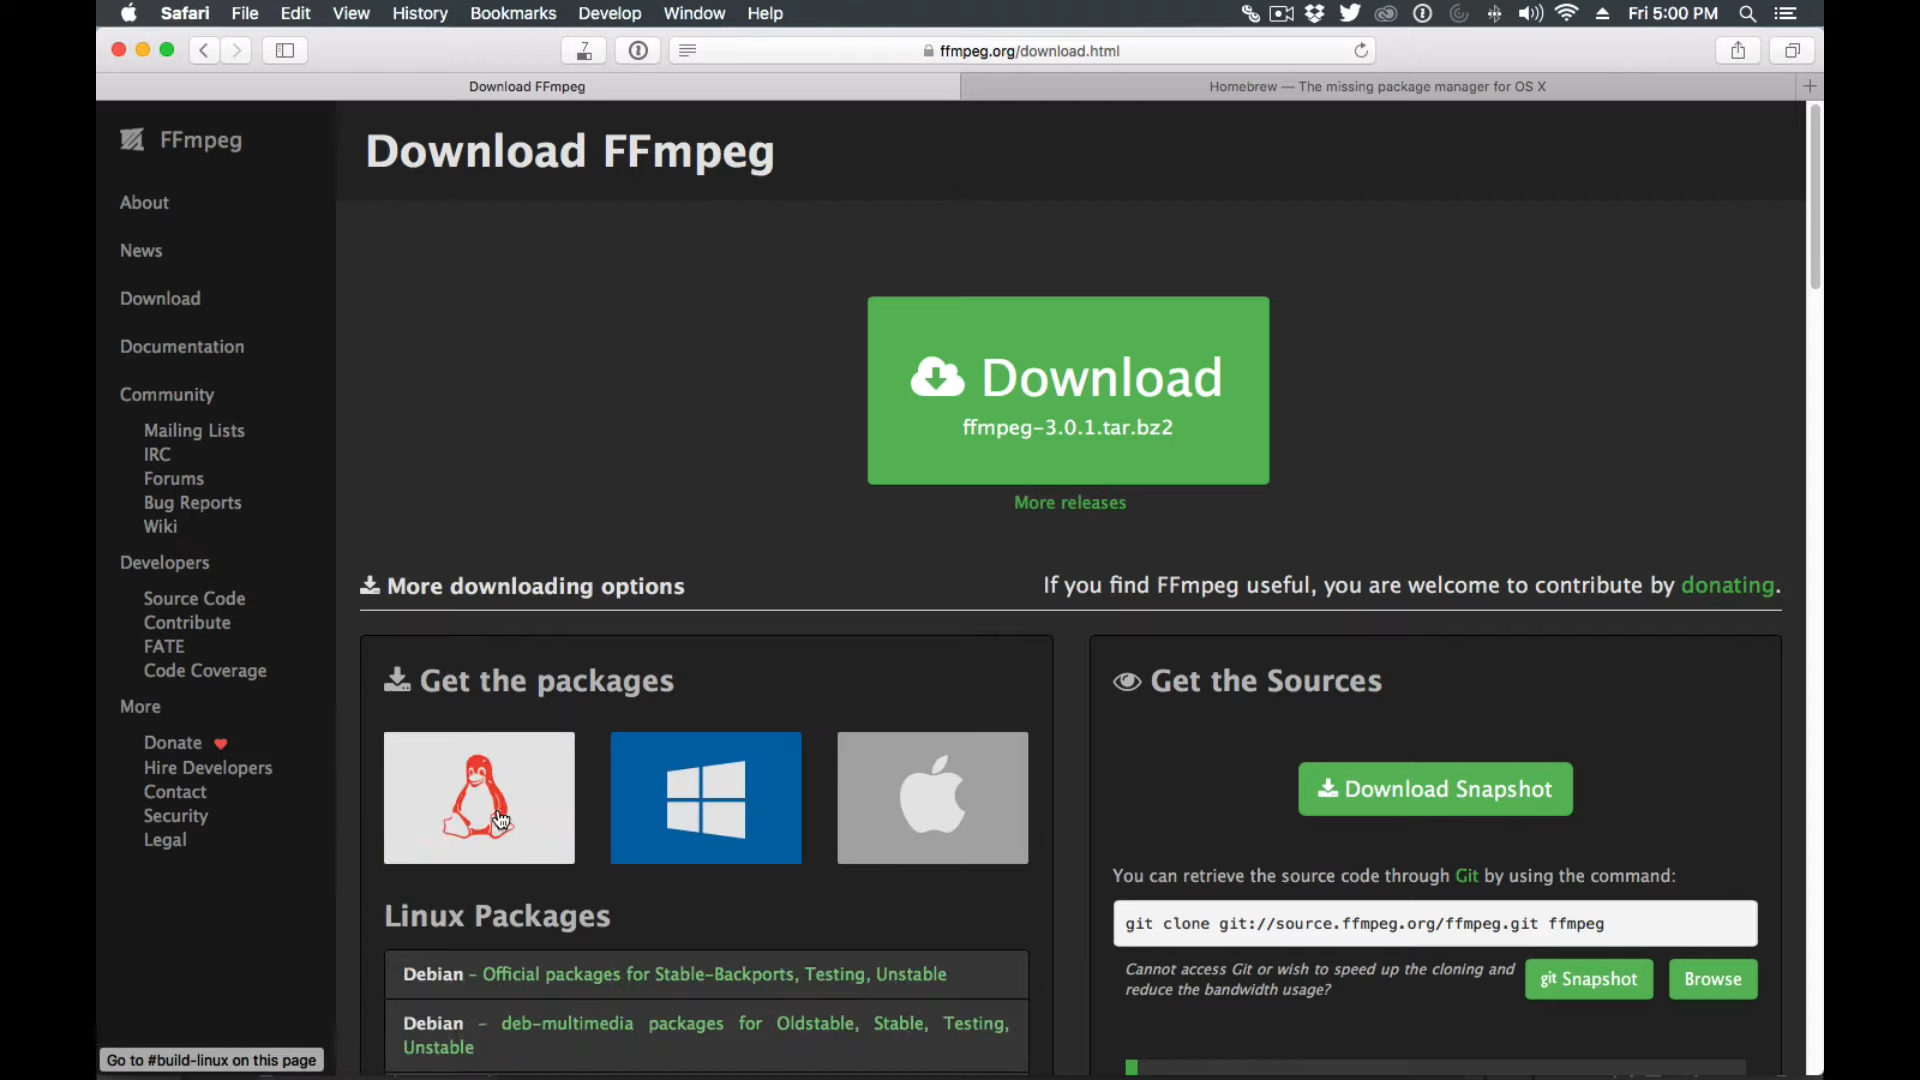 Safari File Edit View History Bookmarks Develop Window Help Fri 5:00 PM
7
ffmpeg.org/download.html
Download FFmpeg
Homebrew — The missing package manager for OS X
FFmpeg
About
News
Download
Documentation
Community
Mailing Lists
IRC
Forums
Bug Reports
Wiki
Developers
Source Code
Contribute
FATE
Code Coverage
More
Donate
Hire Developers
Contact
Security
Legal
Download FFmpeg
Download
ffmpeg-3.0.1.tar.bz2
More releases
More downloading options
If you find FFmpeg useful, you are welcome to contribute by donating.
Get the packages
Linux Packages
Debian – Official packages for Stable-Backports, Testing, Unstable
Debian – deb-multimedia packages for Oldstable, Stable, Testing,
Unstable
Get the Sources
Download Snapshot
You can retrieve the source code through Git by using the command:
git clone git://source.ffmpeg.org/ffmpeg.git ffmpeg
Cannot access Git or wish to speed up the cloning and
reduce the bandwidth usage?
git Snapshot
Browse
Go to #build-linux on this page